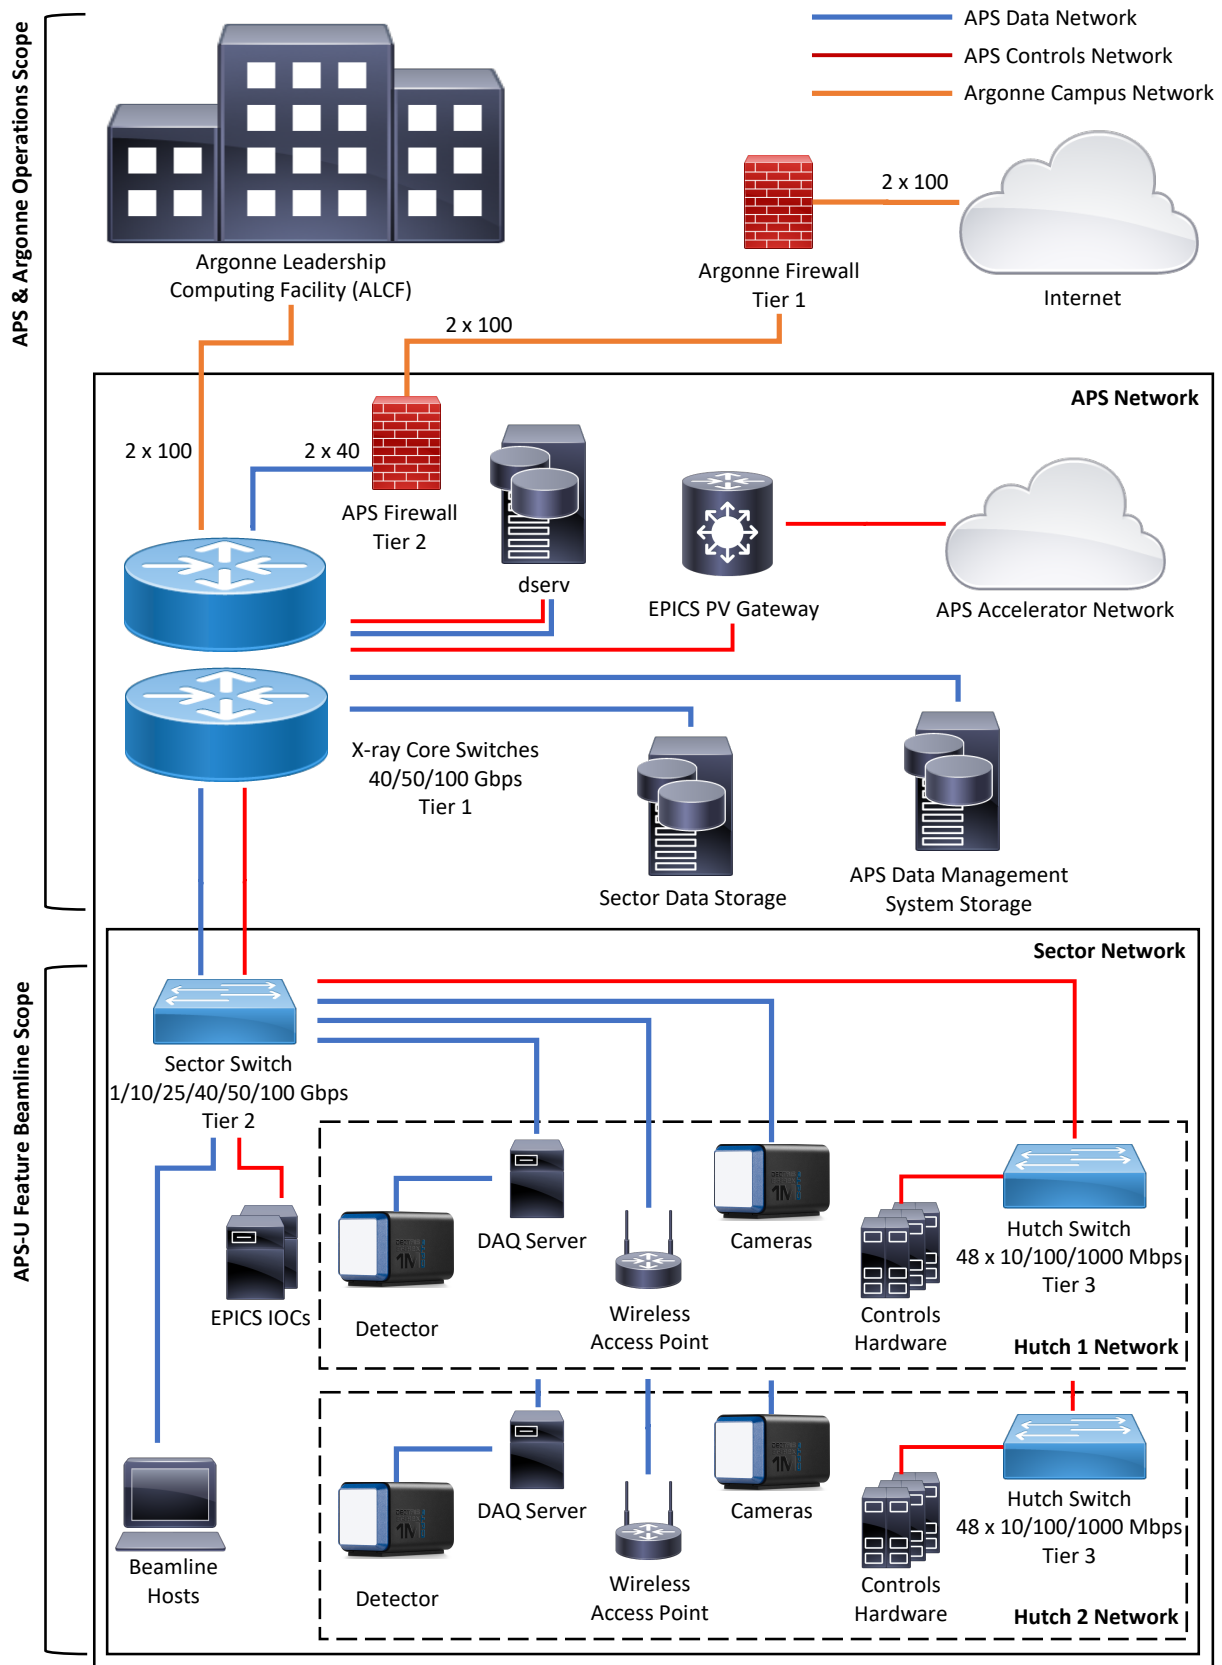 APS & Argonne Operations Scope
APS Data Network
APS Controls Network
Argonne Campus Network
2 x 100
Argonne Leadership
Computing Facility (ALCF)
Argonne Firewall
Tier 1
Internet
2 x 100
APS Network
2 x 100
2 x 40
APS Firewall
Tier 2
dserv
EPICS PV Gateway
APS Accelerator Network
X-ray Core Switches
40/50/100 Gbps
Tier 1
Sector Data Storage
APS Data Management
System Storage
APS-U Feature Beamline Scope
Sector Network
Sector Switch
1/10/25/40/50/100 Gbps
Tier 2
EPICS IOCs
Beamline
Hosts
1M
Detector
DAQ Server
Wireless
Access Point
1M
Cameras
Controls
Hardware
Hutch Switch
48 x 10/100/1000 Mbps
Tier 3
Hutch 1 Network
1M
Detector
DAQ Server
Wireless
Access Point
1M
Cameras
Controls
Hardware
Hutch Switch
48 x 10/100/1000 Mbps
Tier 3
Hutch 2 Network